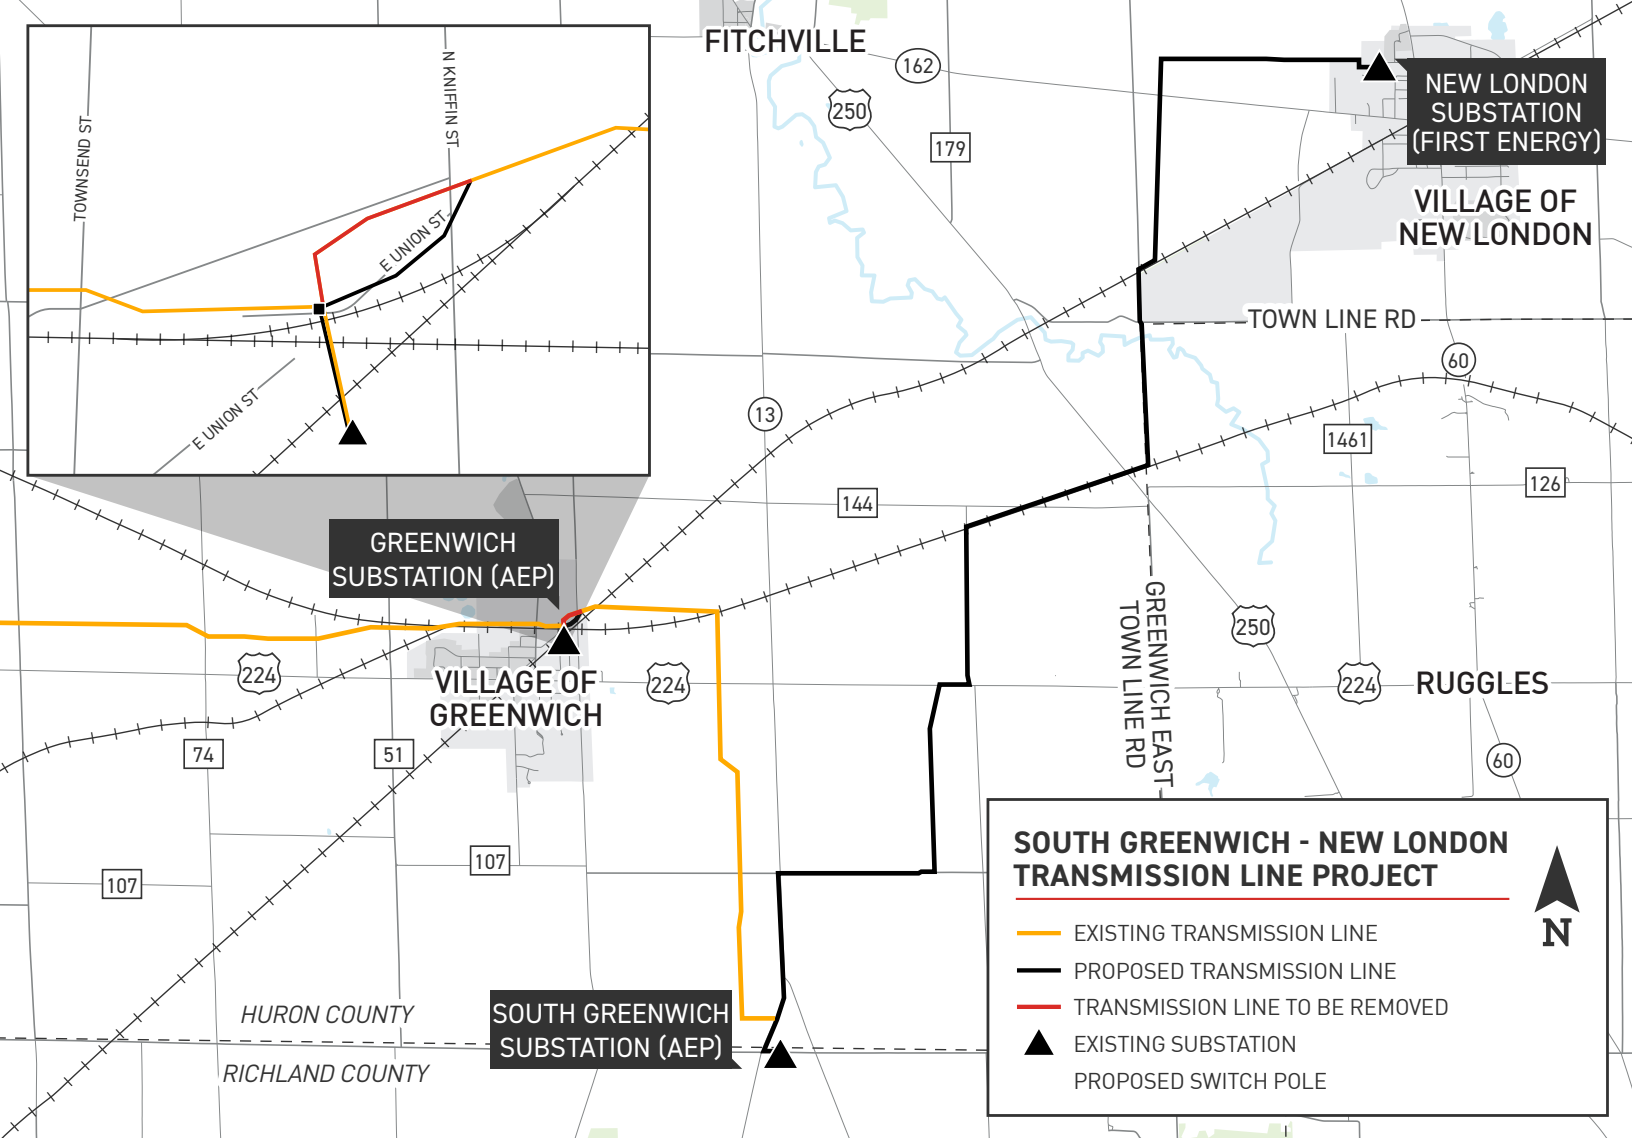 FITCHVILLE
162
250
179
NEW LONDON
SUBSTATION
(FIRST ENERGY)
VILLAGE OF
NEW LONDON
TOWNSEND ST
N KNIFFIN ST
E UNION ST
E UNION ST
TOWN LINE RD
60
13
1461
126
144
GREENWICH
SUBSTATION (AEP)
GREENWICH EAST
TOWN LINE RD
250
224
VILLAGE OF
GREENWICH
224
224
RUGGLES
74
51
60
107
107
SOUTH GREENWICH - NEW LONDON
TRANSMISSION LINE PROJECT
N
EXISTING TRANSMISSION LINE
PROPOSED TRANSMISSION LINE
TRANSMISSION LINE TO BE REMOVED
EXISTING SUBSTATION
PROPOSED SWITCH POLE
HURON COUNTY
RICHLAND COUNTY
SOUTH GREENWICH
SUBSTATION (AEP)